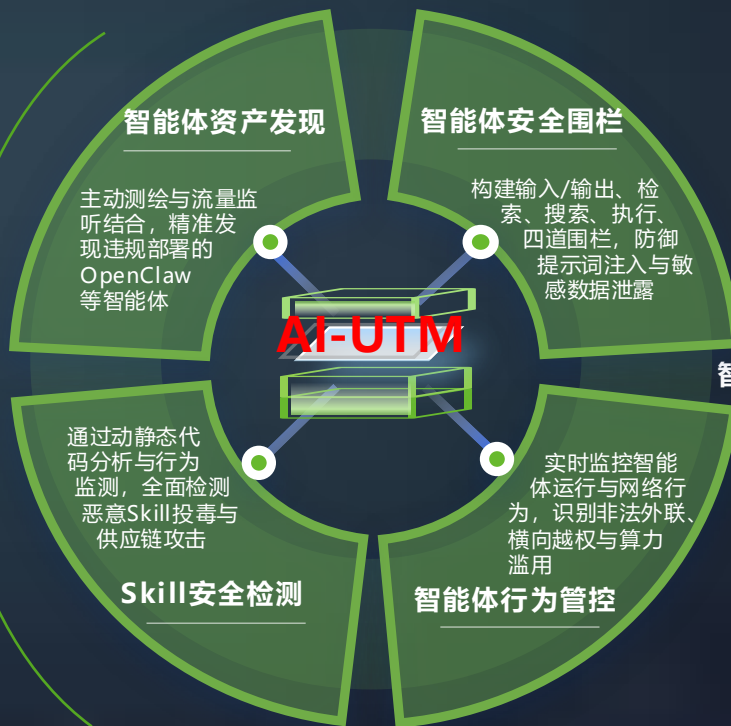 智能体资产发现
主动测绘与流量监
听结合，精准发
现违规部署的
OpenClaw
等智能体
智能体安全围栏
构建输入/输出、检
索、搜索、执行、
四道围栏，防御
提示词注入与敏
感数据泄露
AI-UTM
智
通过动静态代
码分析与行为
监测，全面检测
恶意Skill投毒与
供应链攻击
Skill安全检测
实时监控智能
体运行与网络行
为，识别非法外联、
横向越权与算力
滥用
智能体行为管控